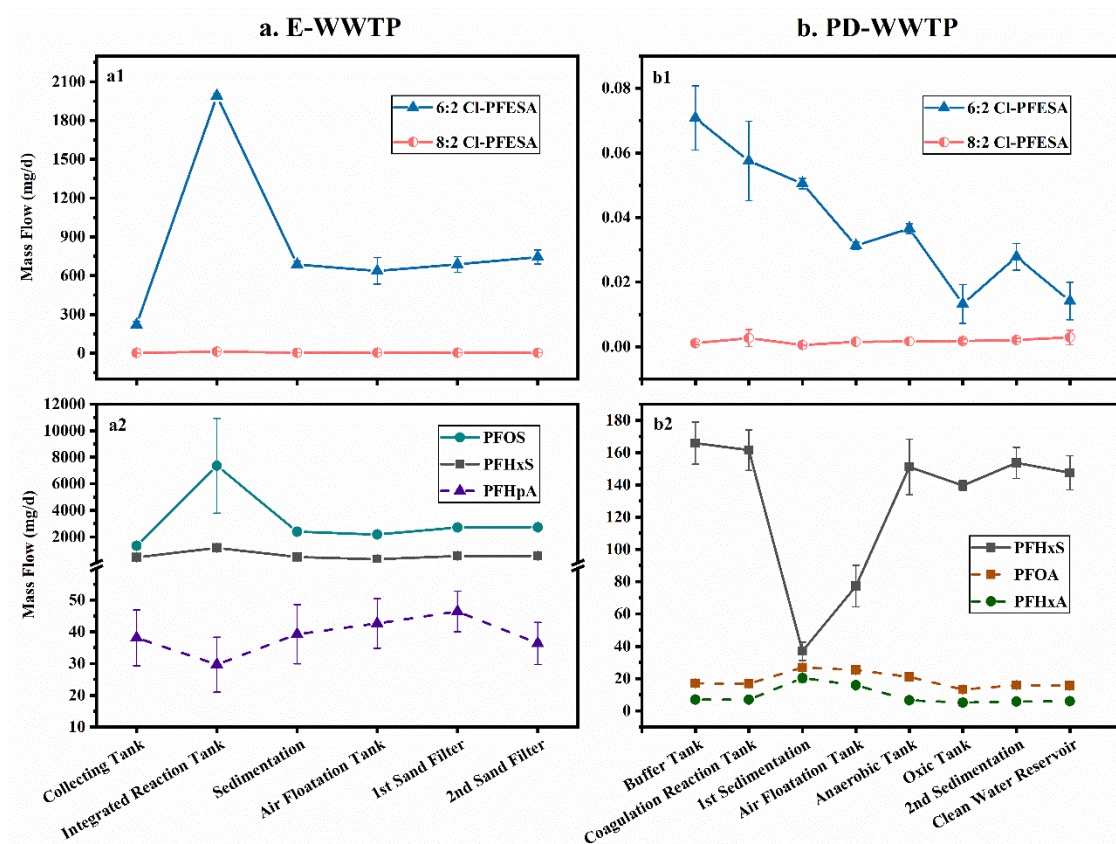 a. E-WWTP
b. PD-WWTP
a1
6:2 Cl-PFESA
8:2 Cl-PFESA
Mass Flow (mg/d)
2100
1800
1500
1200
900
600
300
0
b1
6:2 Cl-PFESA
8:2 Cl-PFESA
0.08
0.06
0.04
0.02
0.00
a2
PFOS
PFHxS
PFHpA
Mass Flow (mg/d)
12000
10000
8000
6000
4000
2000
50
40
30
20
10
Collecting Tank
Integrated Reaction Tank
Sedimentation
Air Floatation Tank
1st Sand Filter
2nd Sand Filter
b2
PFHxS
PFOA
PFHxA
180
160
140
120
100
80
60
40
20
0
Buffer Tank
Coagulation Reaction Tank
1st Sedimentation
Air Floatation Tank
Anaerobic Tank
Oxic Tank
2nd Sedimentation
Clean Water Reservoir